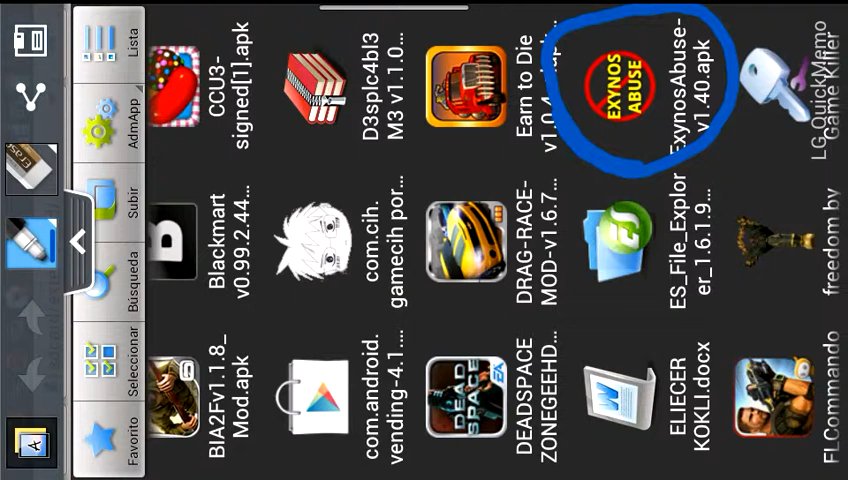 Eras
A
Favorito
Seleccionar
Búsqueda
Subir
AdmApp
Lista
BIA2Fv1.1.8_
Mod.apk
B
Blackmart
v0.99.2.44...
CCU3-
signed[1].apk
com.android.
vending-4.1....
com.cih.
gamecih por...
D3splc4bl3
M3 v1.1.0...
DEAD
SPACE
EA
DEADSPACE
ZONEGEEHD...
DRAG-RACE-
MOD-v1.6.7...
Earn to Die
W
ELIECER
KOKLI.docx
ES
ES_File_Explor
er_1.6.1.9...
EXYNOS
ABUSE
ExynosAbuse-
v1.40.apk
FLCommando
freedom by
LG QuickMemo
Game Killer